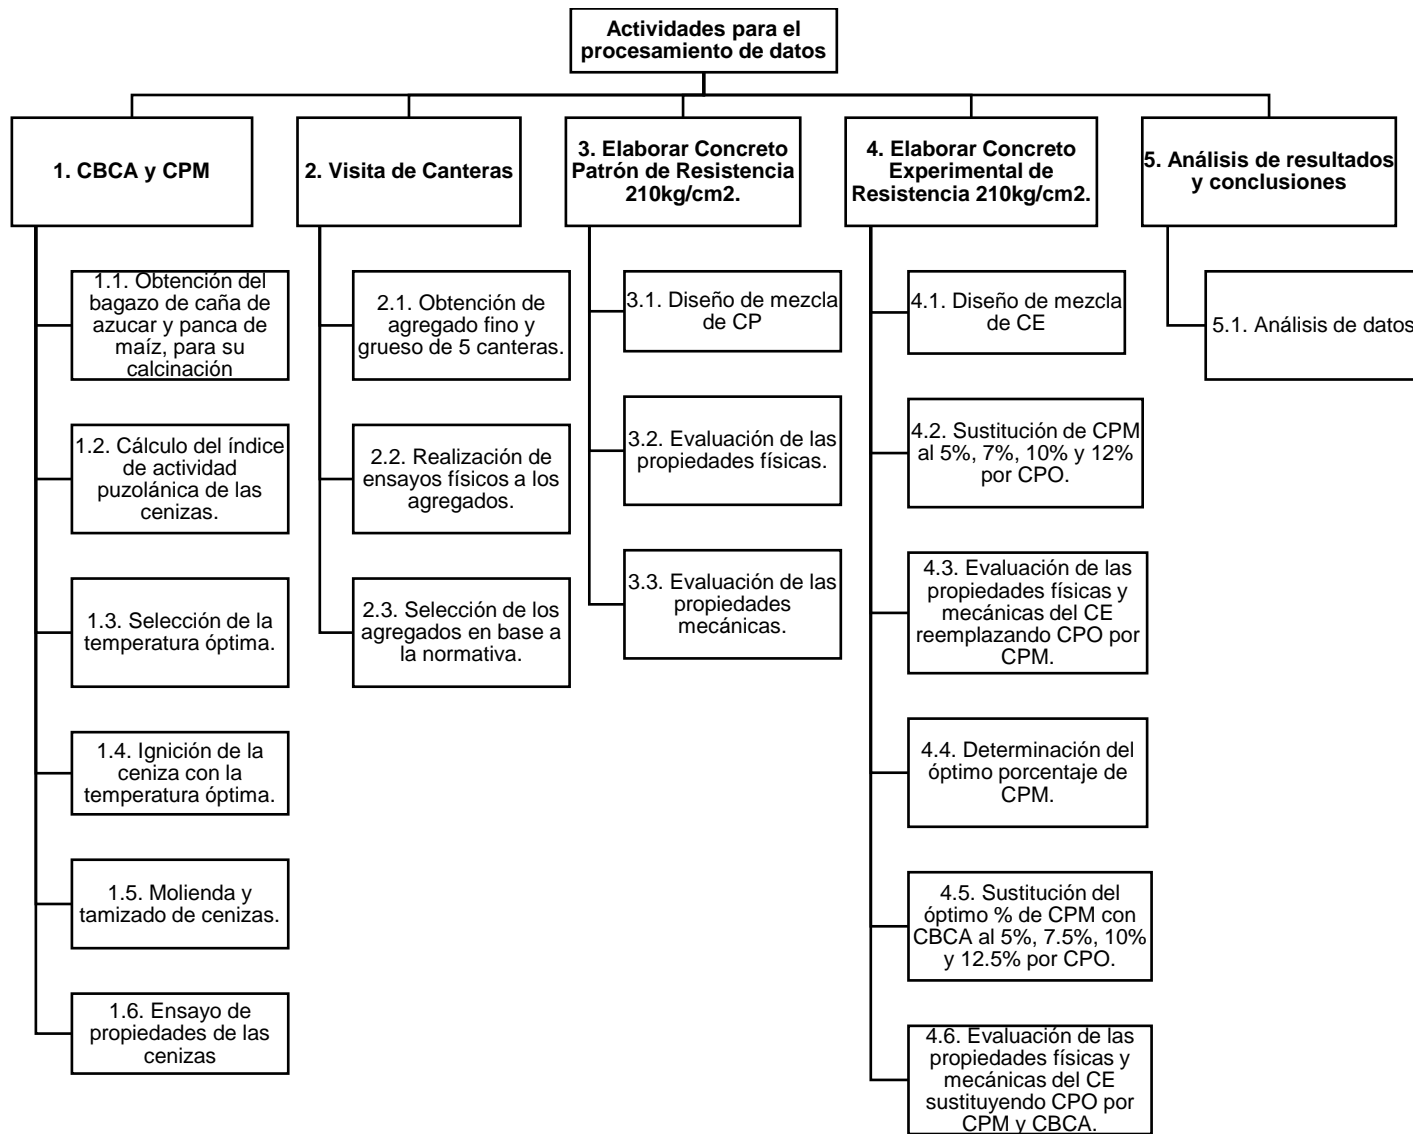 Actividades para el
procesamiento de datos
1. CBCA y CPM
2. Visita de Canteras
3. Elaborar Concreto
Patrón de Resistencia
210kg/cm2.
4. Elaborar Concreto
Experimental de
Resistencia 210kg/cm2.
5. Análisis de resultados
y conclusiones
1.1. Obtención del
bagazo de caña de
azucar y panca de
maíz, para su
calcinación
1.2. Cálculo del índice
de actividad
puzolánica de las
cenizas.
1.3. Selección de la
temperatura óptima.
1.4. Ignición de la
ceniza con la
temperatura óptima.
1.5. Molienda y
tamizado de cenizas.
1.6. Ensayo de
propiedades de las
cenizas
2.1. Obtención de
agregado fino y
grueso de 5 canteras.
2.2. Realización de
ensayos físicos a los
agregados.
2.3. Selección de los
agregados en base a
la normativa.
3.1. Diseño de mezcla
de CP
3.2. Evaluación de las
propiedades físicas.
3.3. Evaluación de las
propiedades
mecánicas.
4.1. Diseño de mezcla
de CE
4.2. Sustitución de CPM
al 5%, 7%, 10% y 12%
por CPO.
4.3. Evaluación de las
propiedades físicas y
mecánicas del CE
reemplazando CPO por
CPM.
4.4. Determinación del
óptimo porcentaje de
CPM.
4.5. Sustitución del
óptimo % de CPM con
CBCA al 5%, 7.5%, 10%
y 12.5% por CPO.
4.6. Evaluación de las
propiedades físicas y
mecánicas del CE
sustituyendo CPO por
CPM y CBCA.
5.1. Análisis de datos